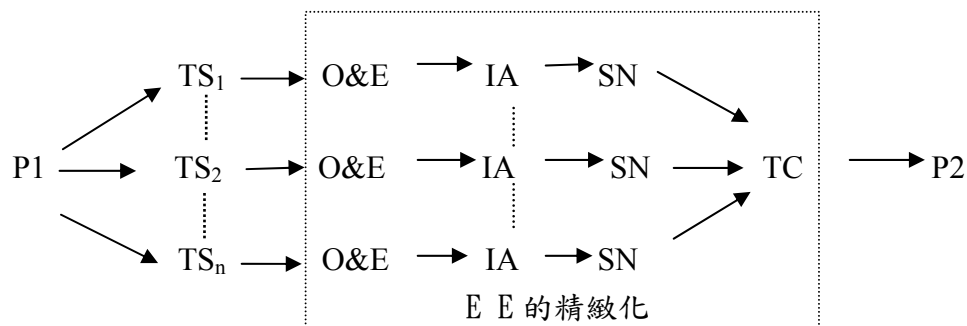 TS₁ O&E IA SN
P1 TS₂ O&E IA SN TC P2
TSₙ O&E IA SN
E E 的精緻化